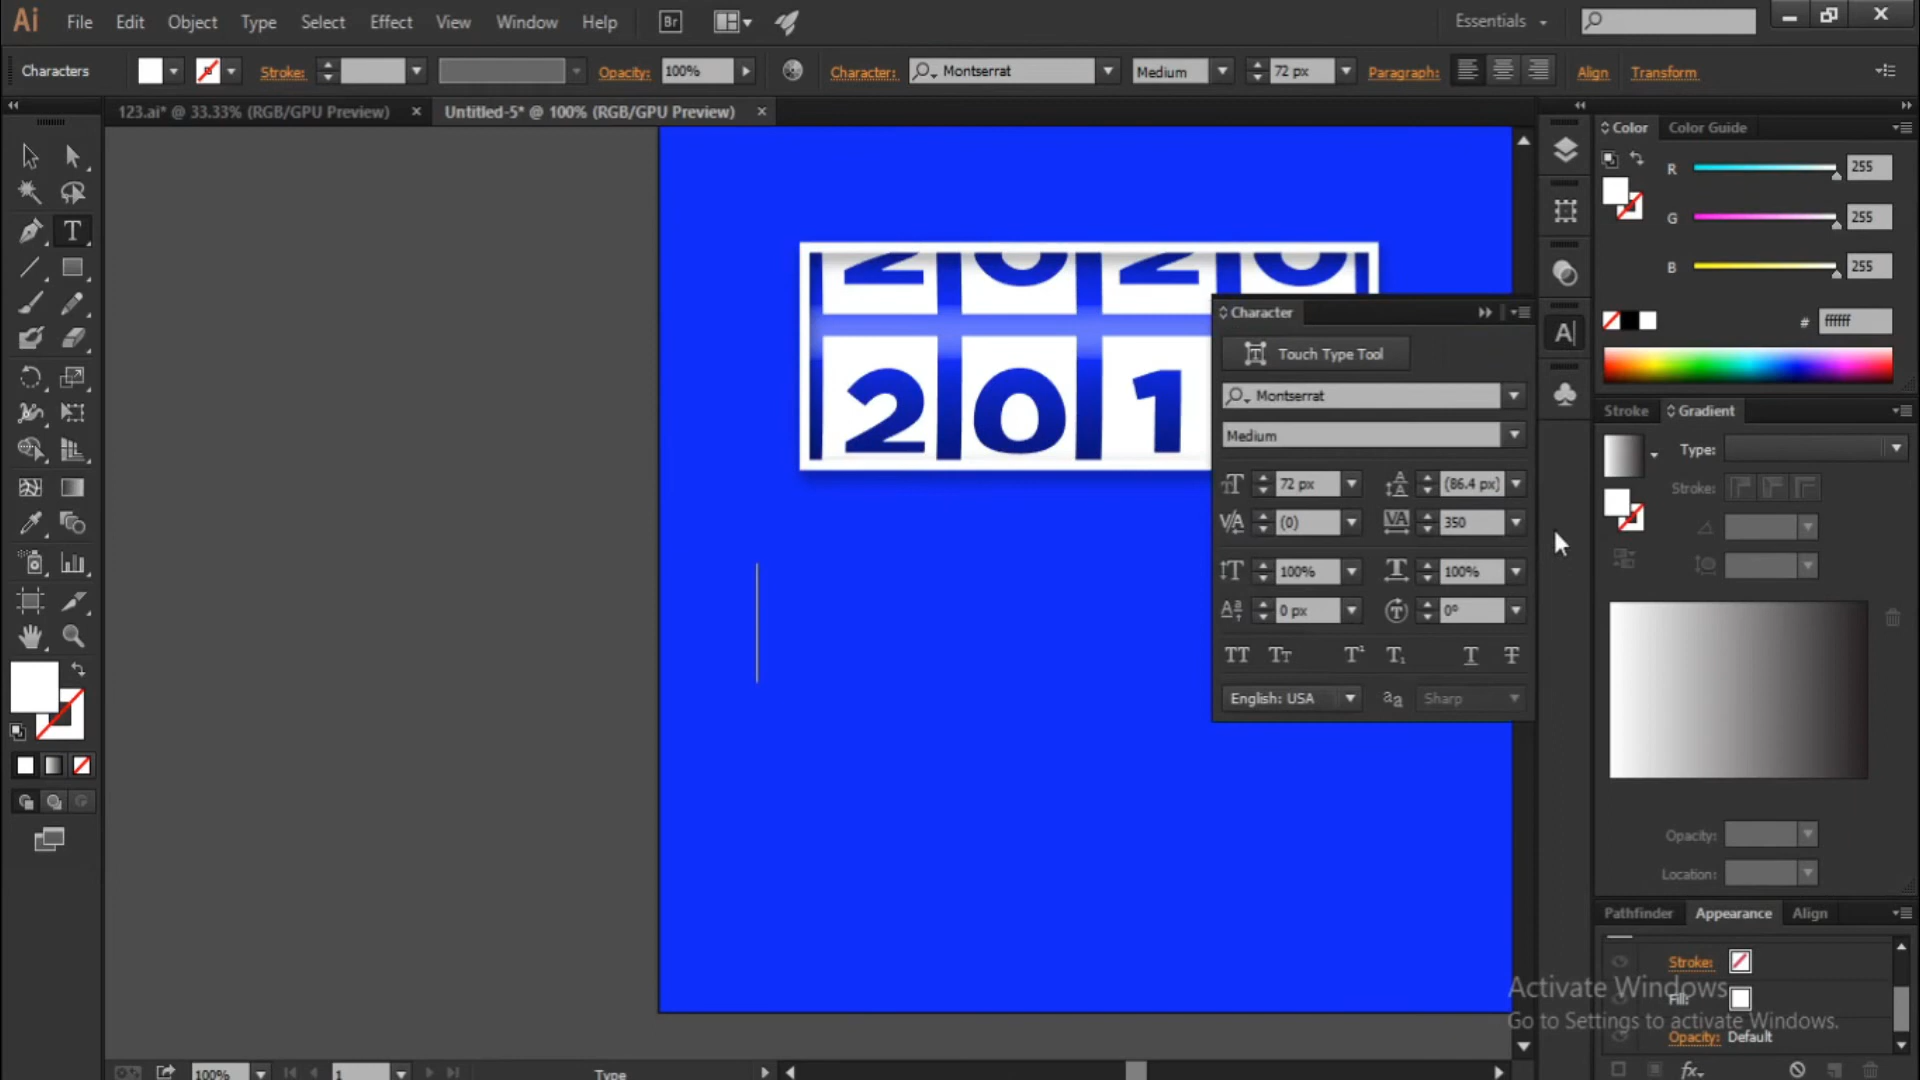 Ai File Edit Object Type Select Effect View Window Help Br Essentials
Characters Stroke: Opacity: 100% Character: Montserrat Medium 72 px Paragraph: Align Transform
123.ai* @ 33.33% (RGB/GPU Preview) Untitled-5* @ 100% (RGB/GPU Preview)
Color Color Guide
R 255
G 255
B 255
# ffffff
Stroke Gradient
Type:
Stroke:
Opacity:
Location:
Pathfinder Appearance Align
Stroke:
Fill:
Opacity: Default
Activate Windows
Go to Settings to activate Windows.
2020
201
Character
Touch Type Tool
Montserrat
Medium
72 px (86.4 px)
(0) 350
100% 100%
0 px 0°
English: USA Sharp
100% 1 Type